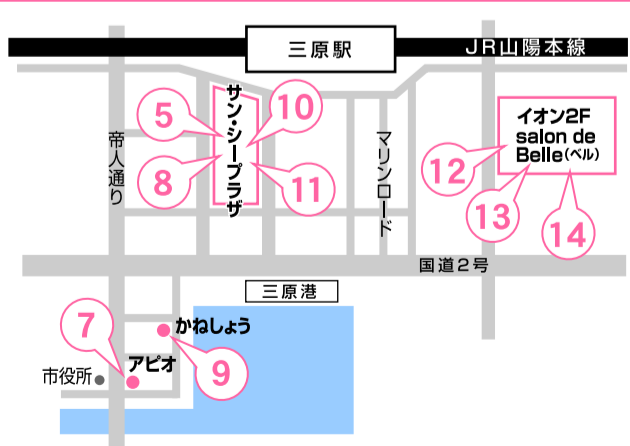 三原駅
JR山陽本線
帝人通り
5
サン・シープラザ
10
8
11
マリンロード
イオン2F
salon de
Belle(ベル)
12
13
14
国道2号
三原港
7
かねしょう
アピオ
9
市役所